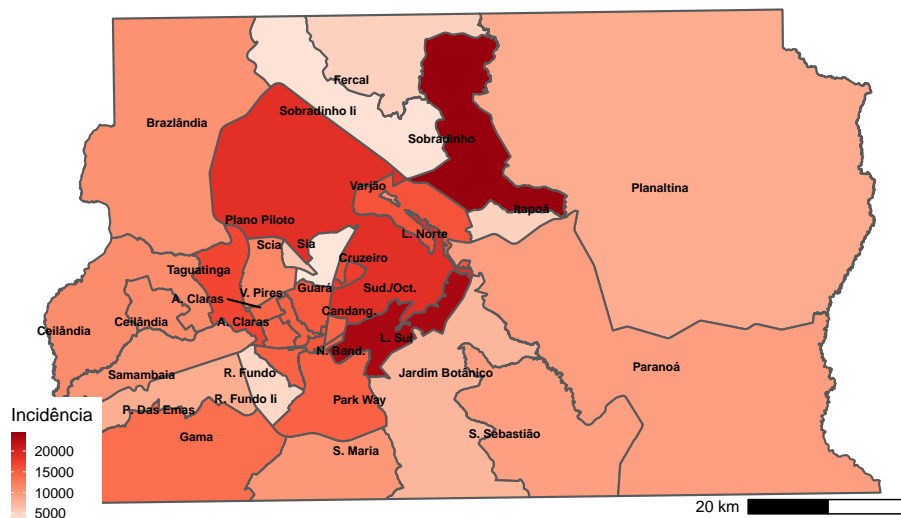 Fercal
Sobradinho Ii
Brazlândia
Sobradinho
Varjão
Planaltina
Itapoã
Plano Piloto
L. Norte
Scia
Sia
Cruzeiro
Taguatinga
Guará
Sud./Oct.
V. Pires
A. Claras
Candang.
Ceilândia
Ceilândia
A. Claras
L. Sul
N. Band.
Paranoá
Samambaia
R. Fundo
Jardim Botânico
R. Fundo Ii
Park Way
P. Das Emas
Gama
S. Sebastião
S. Maria
Incidência
20000
15000
10000
5000
20 km